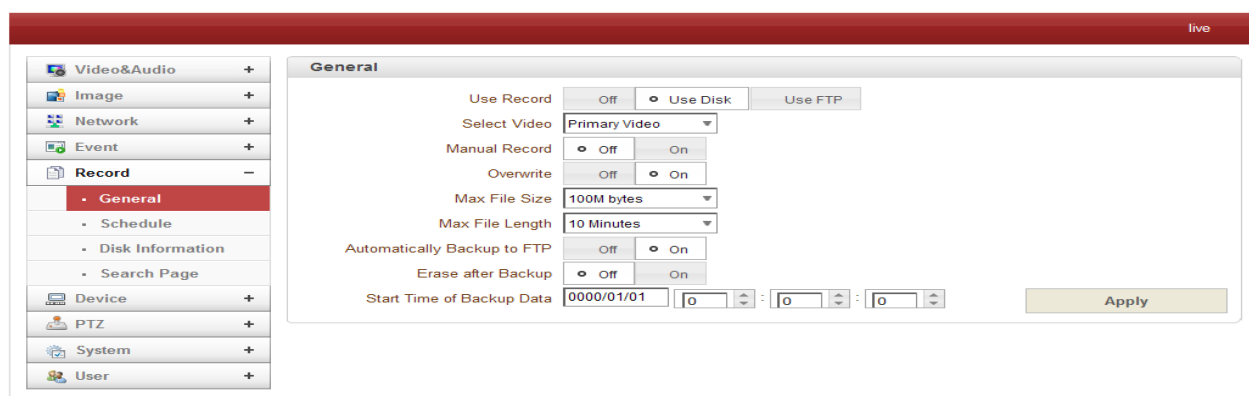 live
Video&Audio +
Image +
Network +
Event +
Record –
General
Schedule
Disk Information
Search Page
Device +
PTZ +
System +
User +
General
Use Record Off Use Disk Use FTP
Select Video Primary Video
Manual Record Off On
Overwrite Off On
Max File Size 100M bytes
Max File Length 10 Minutes
Automatically Backup to FTP Off On
Erase after Backup Off On
Start Time of Backup Data 0000/01/01 0 : 0 : 0
Apply